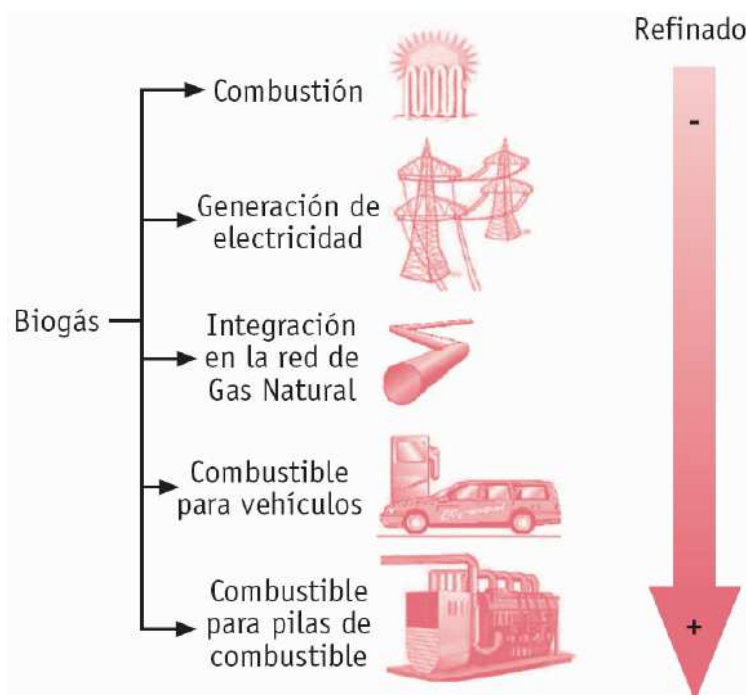 Refinado
-
Combustión
Generación de
electricidad
Biogás
Integración
en la red de
Gas Natural
Combustible
para vehículos
Combustible
para pilas de
combustible
+